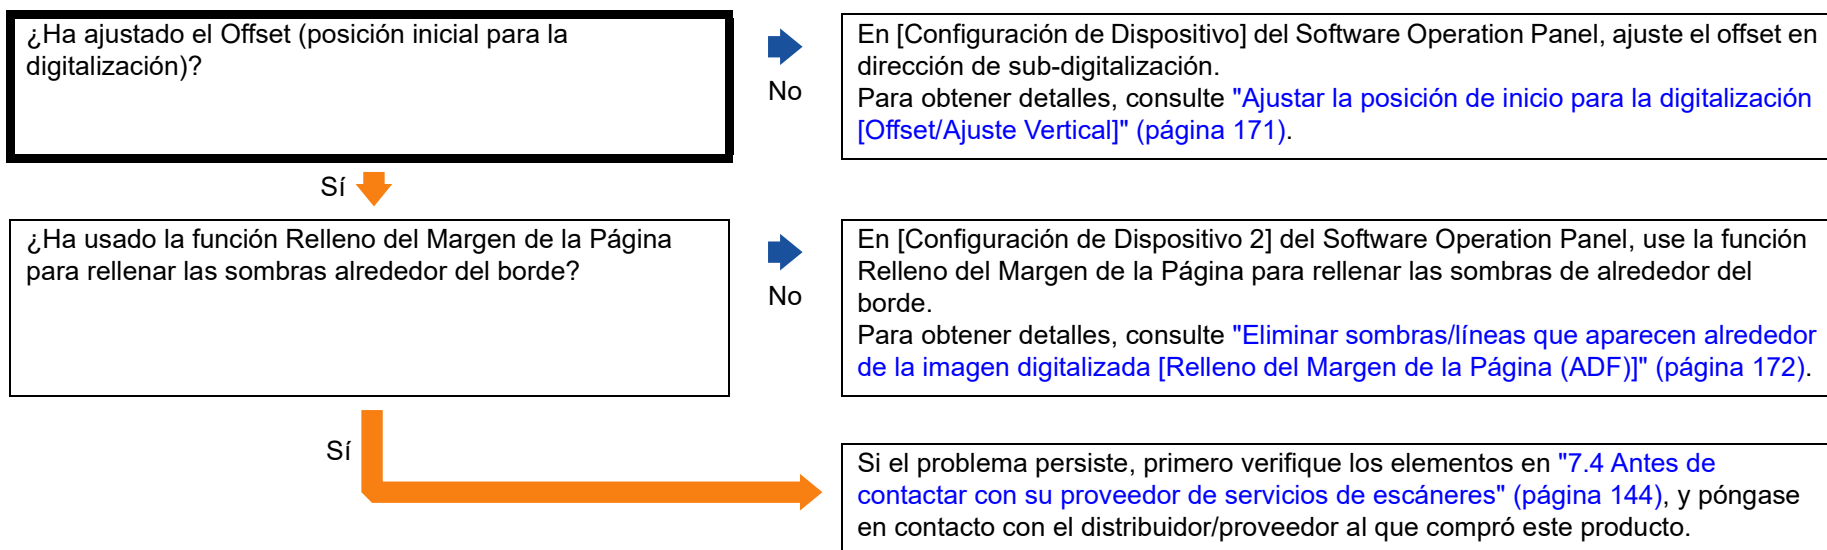 ¿Ha ajustado el Offset (posición inicial para la
digitalización)?
No
En [Configuración de Dispositivo] del Software Operation Panel, ajuste el offset en
dirección de sub-digitalización.
Para obtener detalles, consulte "Ajustar la posición de inicio para la digitalización
[Offset/Ajuste Vertical]" (página 171).
Sí
¿Ha usado la función Relleno del Margen de la Página
para rellenar las sombras alrededor del borde?
No
En [Configuración de Dispositivo 2] del Software Operation Panel, use la función
Relleno del Margen de la Página para rellenar las sombras de alrededor del
borde.
Para obtener detalles, consulte "Eliminar sombras/líneas que aparecen alrededor
de la imagen digitalizada [Relleno del Margen de la Página (ADF)]" (página 172).
Sí
Si el problema persiste, primero verifique los elementos en "7.4 Antes de
contactar con su proveedor de servicios de escáneres" (página 144), y póngase
en contacto con el distribuidor/proveedor al que compró este producto.